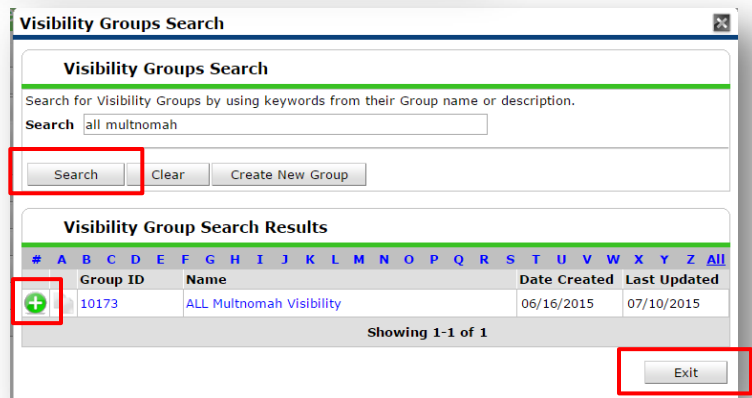 Visibility Groups Search
Visibility Groups Search
Search for Visibility Groups by using keywords from their Group name or description.
Search all multnomah
Search Clear Create New Group
Visibility Group Search Results
# A B C D E F G H I J K L M N O P Q R S T U V W X Y Z All
Group ID Name Date Created Last Updated
10173 ALL Multnomah Visibility 06/16/2015 07/10/2015
Showing 1-1 of 1
Exit